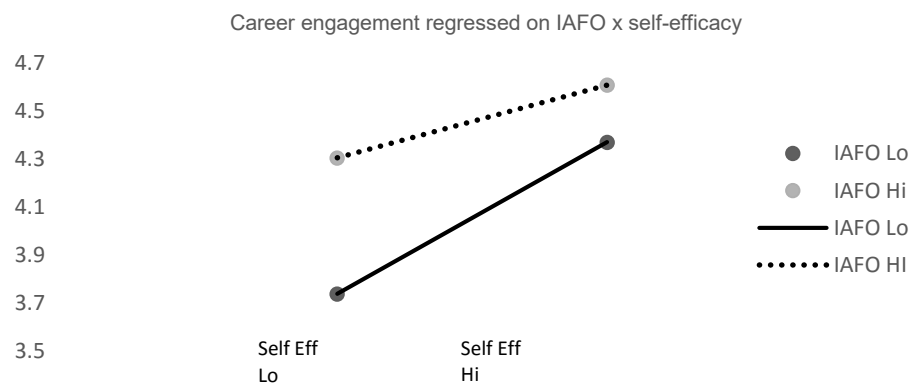 Career engagement regressed on IAFO x self-efficacy
4.7
4.5
4.3
4.1
3.9
3.7
3.5
Self Eff
Lo
Self Eff
Hi
IAFO Lo
IAFO Hi
IAFO Lo
IAFO HI